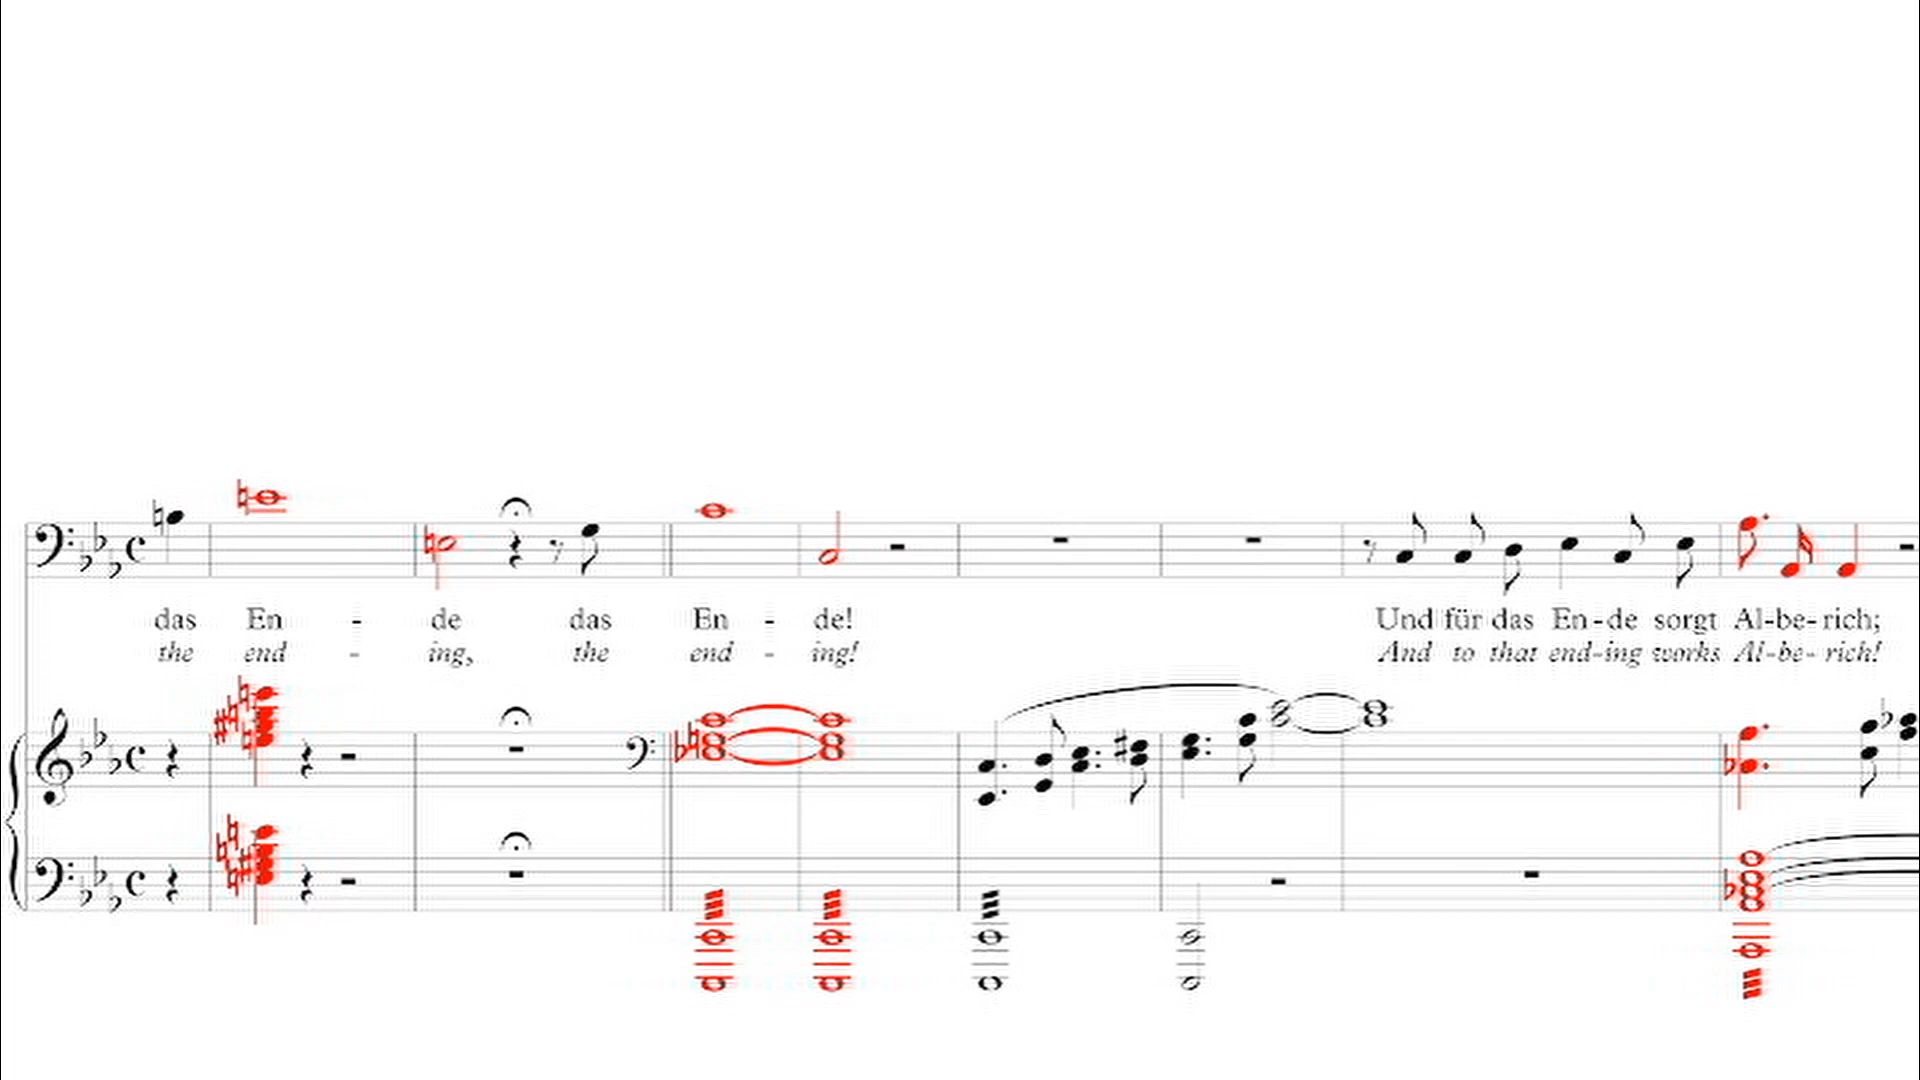 das En - de das En - de! Und für das En-de sorgt Al-be-rich;
the end - ing, the end - ing! And to that end-ing works Al-be-rich!